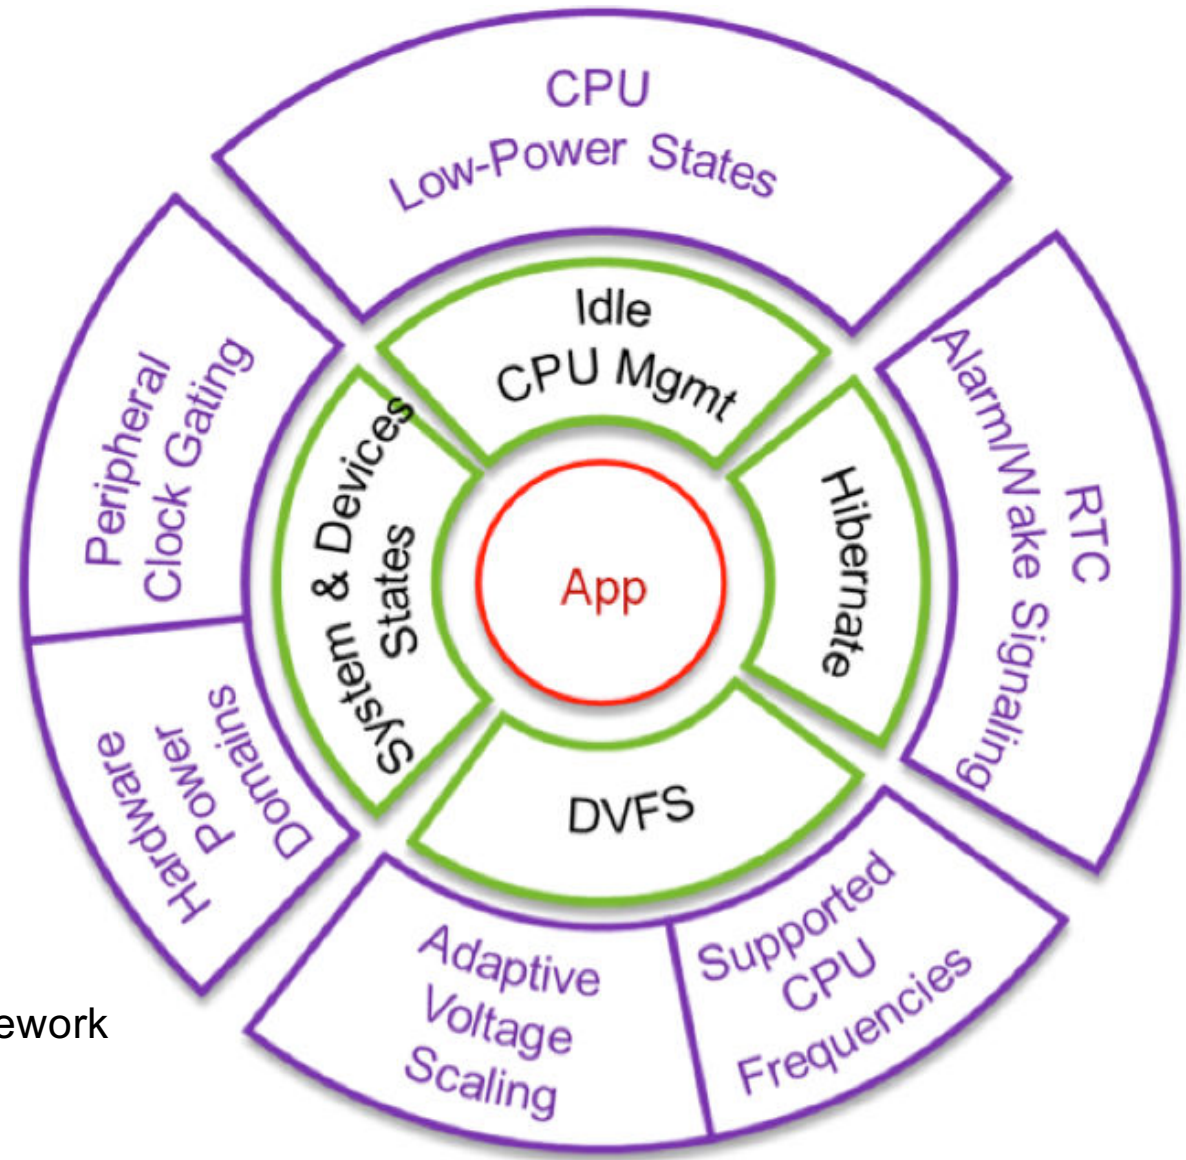 CPU
Low-Power States
Idle
CPU Mgmt
Peripheral
Clock Gating
System & Devices
States
App
Hibernate
RTC
Alarm/Wake Signaling
Hardware
Power
Domains
DVFS
Adaptive
Voltage
Scaling
Supported
CPU
Frequencies
ework